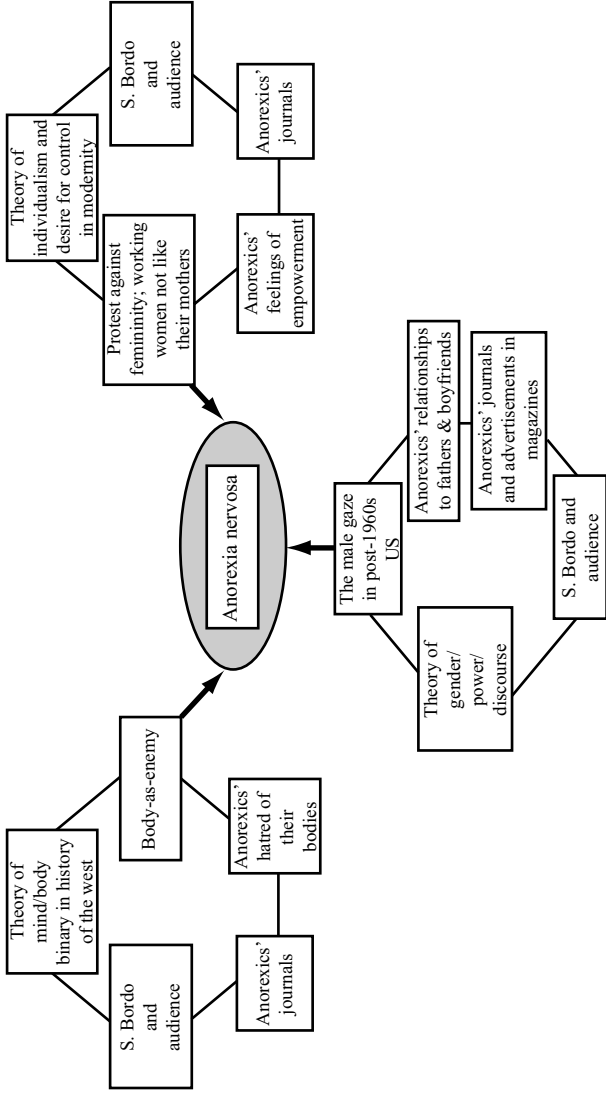 Theory of
mind/body
binary in history
of the west
S. Bordo
and
audience
Body-as-enemy
Anorexics’
journals
Anorexics’
hatred of
their
bodies
Anorexia nervosa
Theory of
individualism and
desire for control
in modernity
Protest against
femininity; working
women not like
their mothers
S. Bordo
and
audience
Anorexics’
feelings of
empowerment
Anorexics’
journals
The male gaze
in post-1960s
US
Theory of
gender/
power/
discourse
Anorexics’ relationships
to fathers & boyfriends
Anorexics’ journals
and advertisements in
magazines
S. Bordo and
audience